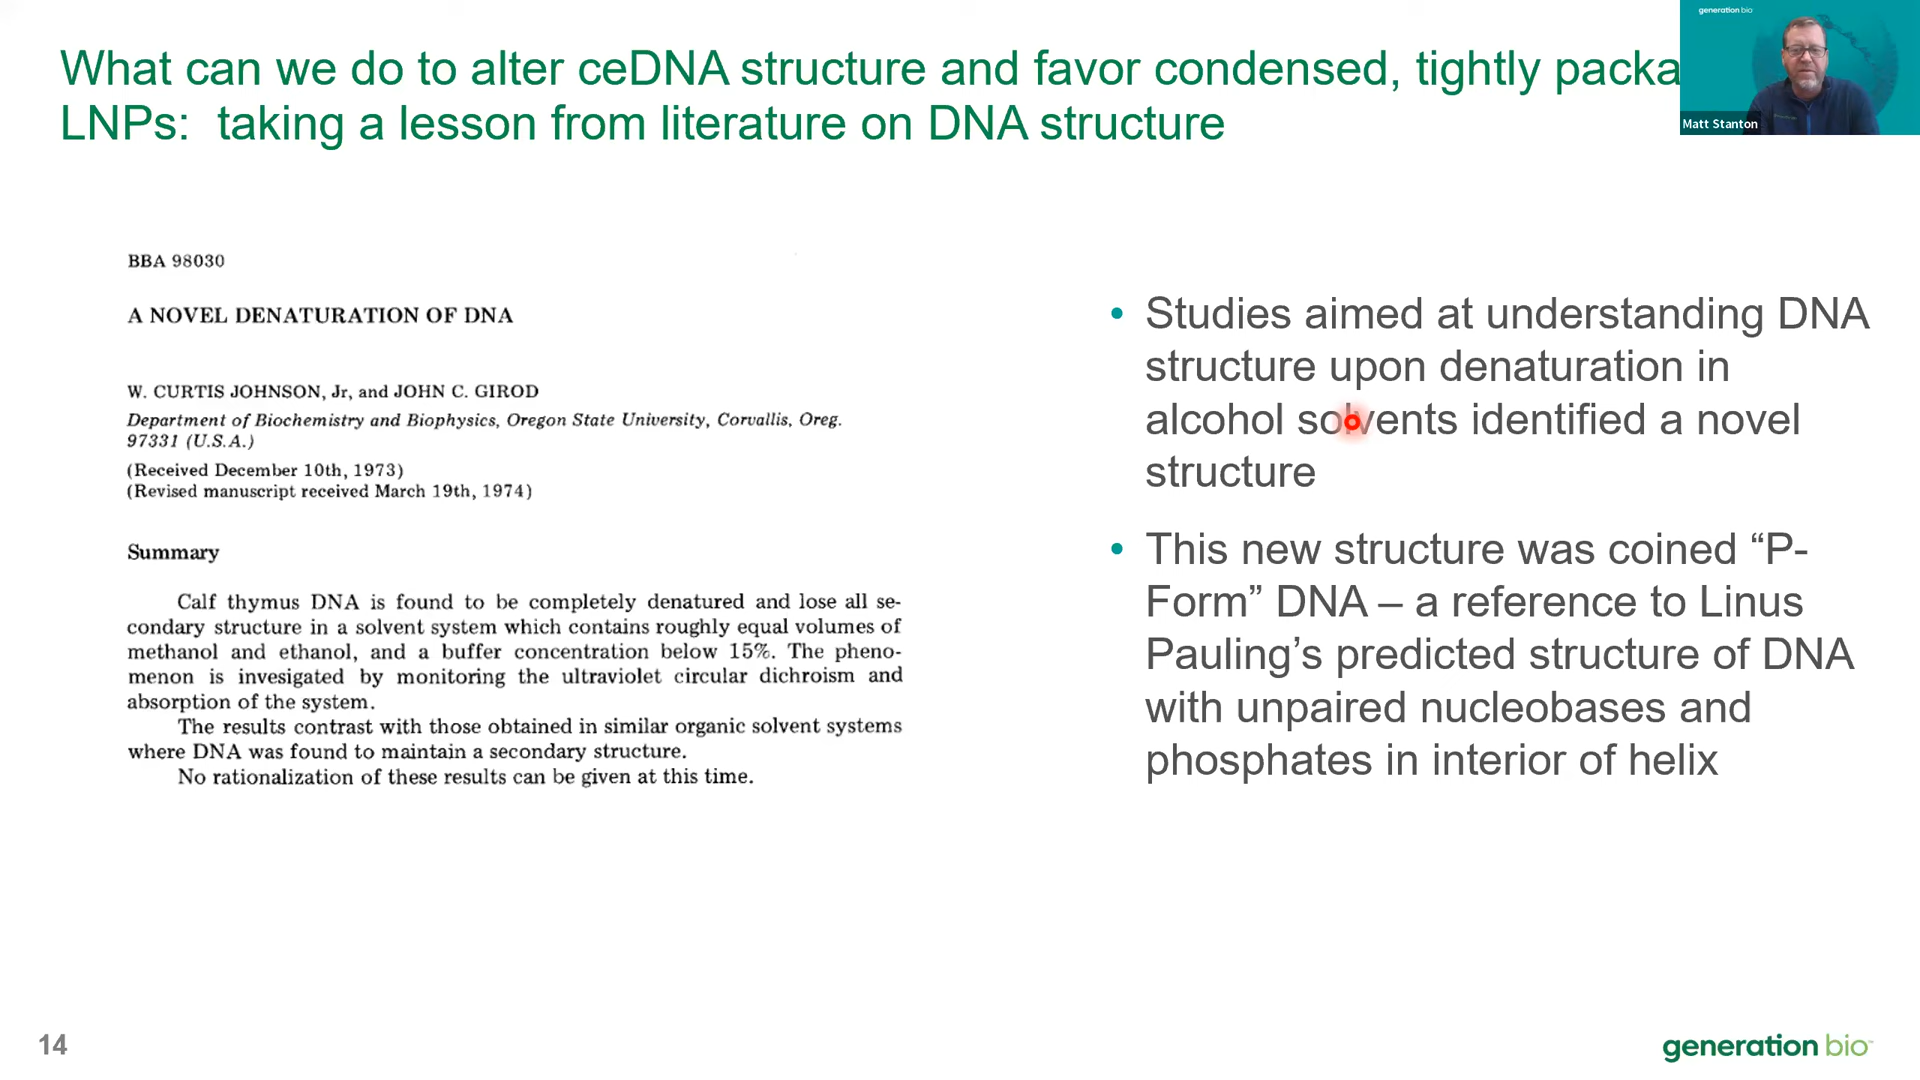 What can we do to alter ceDNA structure and favor condensed, tightly packa
LNPs:  taking a lesson from literature on DNA structure
generation bio
Matt Stanton
BBA 98030
A NOVEL DENATURATION OF DNA
W. CURTIS JOHNSON, Jr, and JOHN C. GIROD
Department of Biochemistry and Biophysics, Oregon State University, Corvallis, Oreg.
97331 (U.S.A.)
(Received December 10th, 1973)
(Revised manuscript received March 19th, 1974)
Summary
Calf thymus DNA is found to be completely denatured and lose all se-
condary structure in a solvent system which contains roughly equal volumes of
methanol and ethanol, and a buffer concentration below 15%. The pheno-
menon is invesigated by monitoring the ultraviolet circular dichroism and
absorption of the system.
The results contrast with those obtained in similar organic solvent systems
where DNA was found to maintain a secondary structure.
No rationalization of these results can be given at this time.
• Studies aimed at understanding DNA
structure upon denaturation in
alcohol solvents identified a novel
structure
• This new structure was coined “P-
Form” DNA – a reference to Linus
Pauling’s predicted structure of DNA
with unpaired nucleobases and
phosphates in interior of helix
14
generation bio™